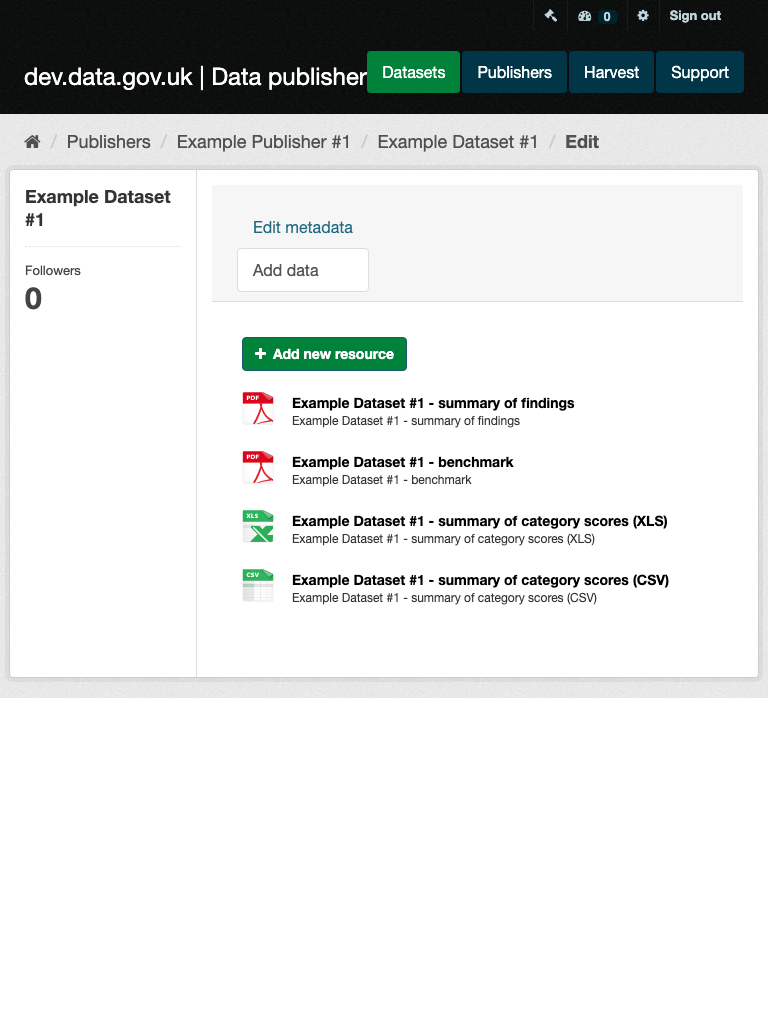 0 Sign out
dev.data.gov.uk | Data publisher Datasets Publishers Harvest Support
/ Publishers / Example Publisher #1 / Example Dataset #1 / Edit
Example Dataset
#1
Followers
0
Edit metadata
Add data
+ Add new resource
PDF
Example Dataset #1 - summary of findings
Example Dataset #1 - summary of findings
PDF
Example Dataset #1 - benchmark
Example Dataset #1 - benchmark
XLS
Example Dataset #1 - summary of category scores (XLS)
Example Dataset #1 - summary of category scores (XLS)
CSV
Example Dataset #1 - summary of category scores (CSV)
Example Dataset #1 - summary of category scores (CSV)